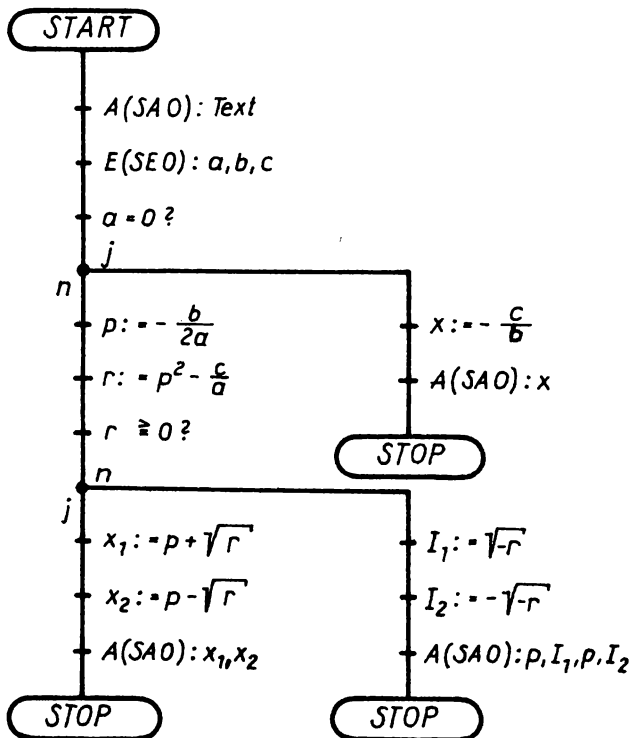 START
A(SAO): Text
E(SEO): a, b, c
a = 0 ?
j
n
p: = - b/2a
r: = p² - c/a
r ≧ 0 ?
x: = - c/b
A(SAO): x
STOP
n
j
x₁: = p + √r
x₂: = p - √r
A(SAO): x₁, x₂
STOP
I₁: = √-r
I₂: = -√-r
A(SAO): p, I₁, p, I₂
STOP